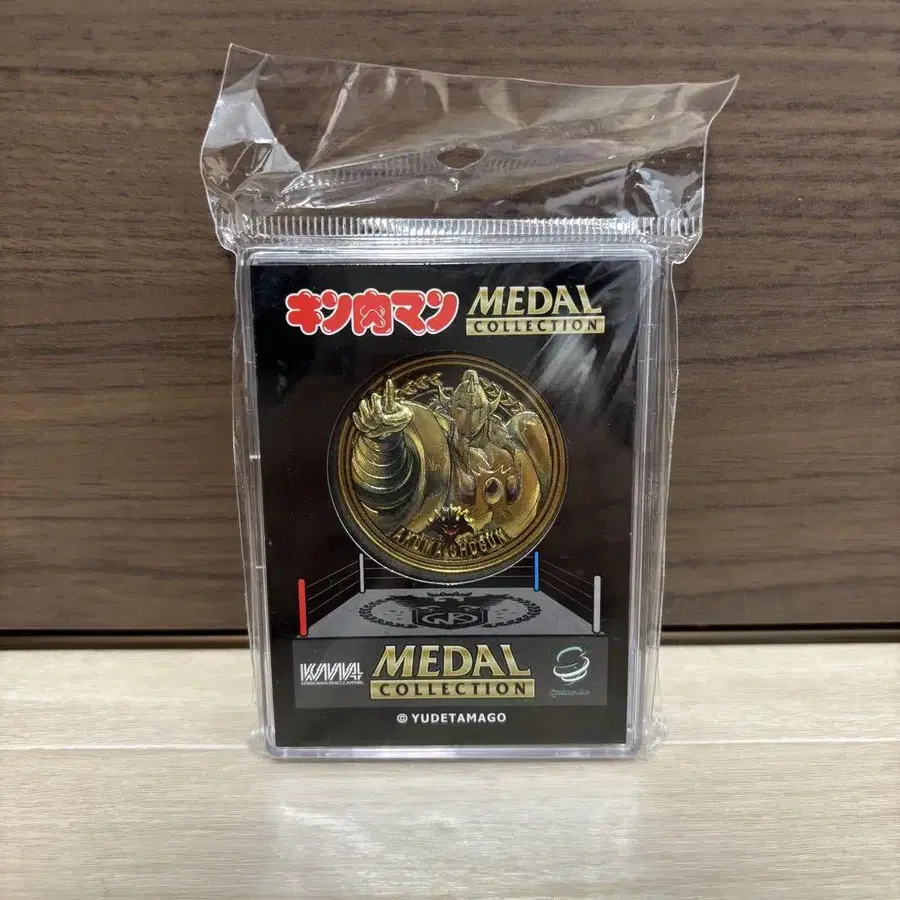 キン肉マン MEDAL
COLLECTION
AKUMA SHOGUN
MEDAL
COLLECTION
© YUDETAMAGO